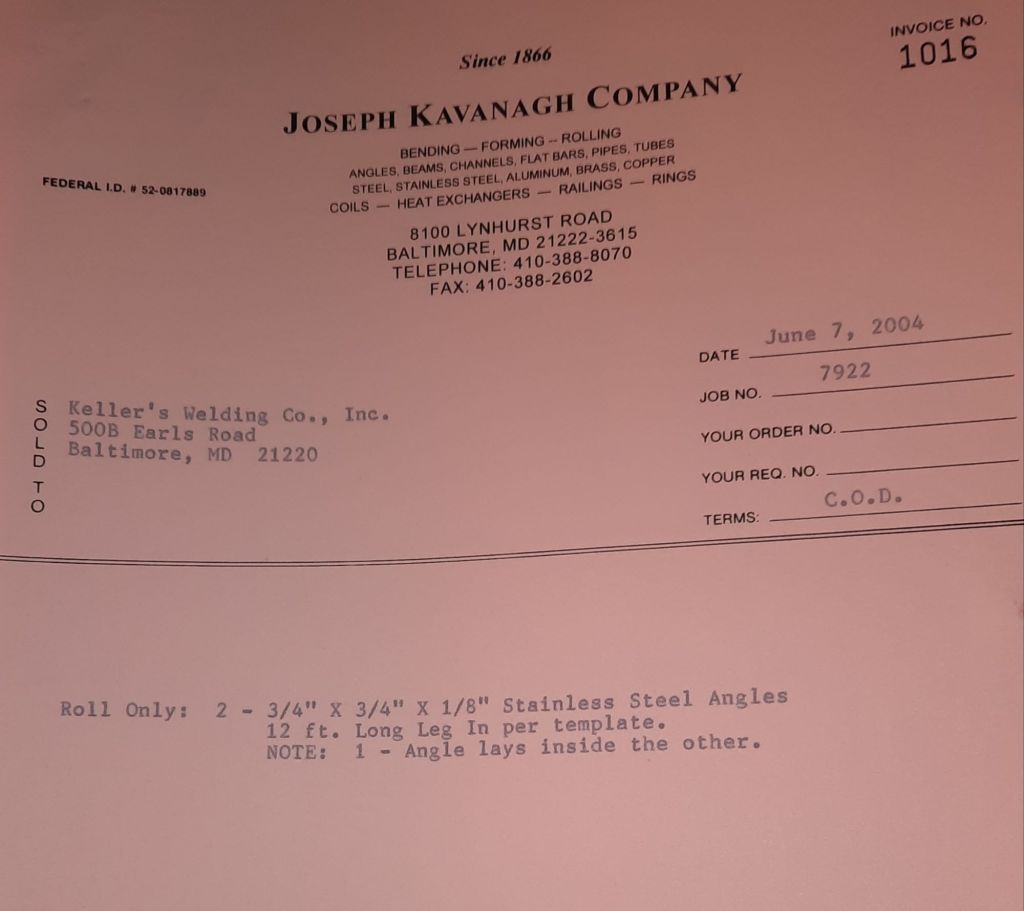 INVOICE NO.
1016
Since 1866
JOSEPH KAVANAGH COMPANY
BENDING — FORMING -- ROLLING
ANGLES, BEAMS, CHANNELS, FLAT BARS, PIPES, TUBES
STEEL, STAINLESS STEEL, ALUMINUM, BRASS, COPPER
COILS — HEAT EXCHANGERS — RAILINGS — RINGS
FEDERAL I.D. # 52-0817889
8100 LYNHURST ROAD
BALTIMORE, MD 21222-3615
TELEPHONE: 410-388-8070
FAX: 410-388-2602
DATE June 7, 2004
JOB NO. 7922
YOUR ORDER NO.
YOUR REQ. NO.
TERMS: C.O.D.
SOLD TO
Keller's Welding Co., Inc.
500B Earls Road
Baltimore, MD 21220
Roll Only: 2 - 3/4" X 3/4" X 1/8" Stainless Steel Angles
12 ft. Long Leg In per template.
NOTE: 1 - Angle lays inside the other.